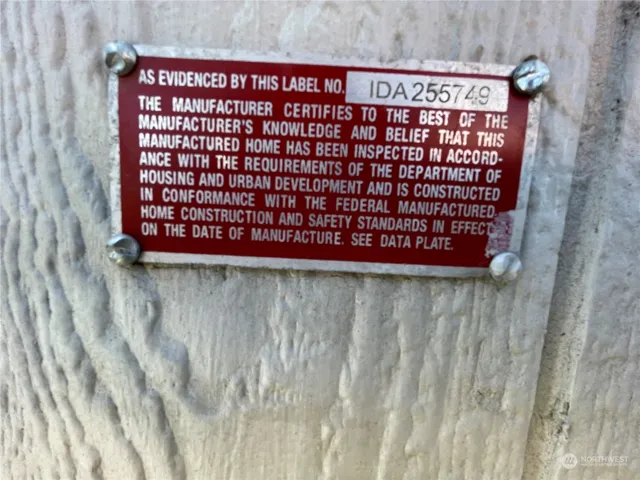 AS EVIDENCED BY THIS LABEL NO. IDA255749
THE MANUFACTURER CERTIFIES TO THE BEST OF THE
MANUFACTURER'S KNOWLEDGE AND BELIEF THAT THIS
MANUFACTURED HOME HAS BEEN INSPECTED IN ACCORD-
ANCE WITH THE REQUIREMENTS OF THE DEPARTMENT OF
HOUSING AND URBAN DEVELOPMENT AND IS CONSTRUCTED
IN CONFORMANCE WITH THE FEDERAL MANUFACTURED
HOME CONSTRUCTION AND SAFETY STANDARDS IN EFFECT
ON THE DATE OF MANUFACTURE. SEE DATA PLATE.
NORTHWEST